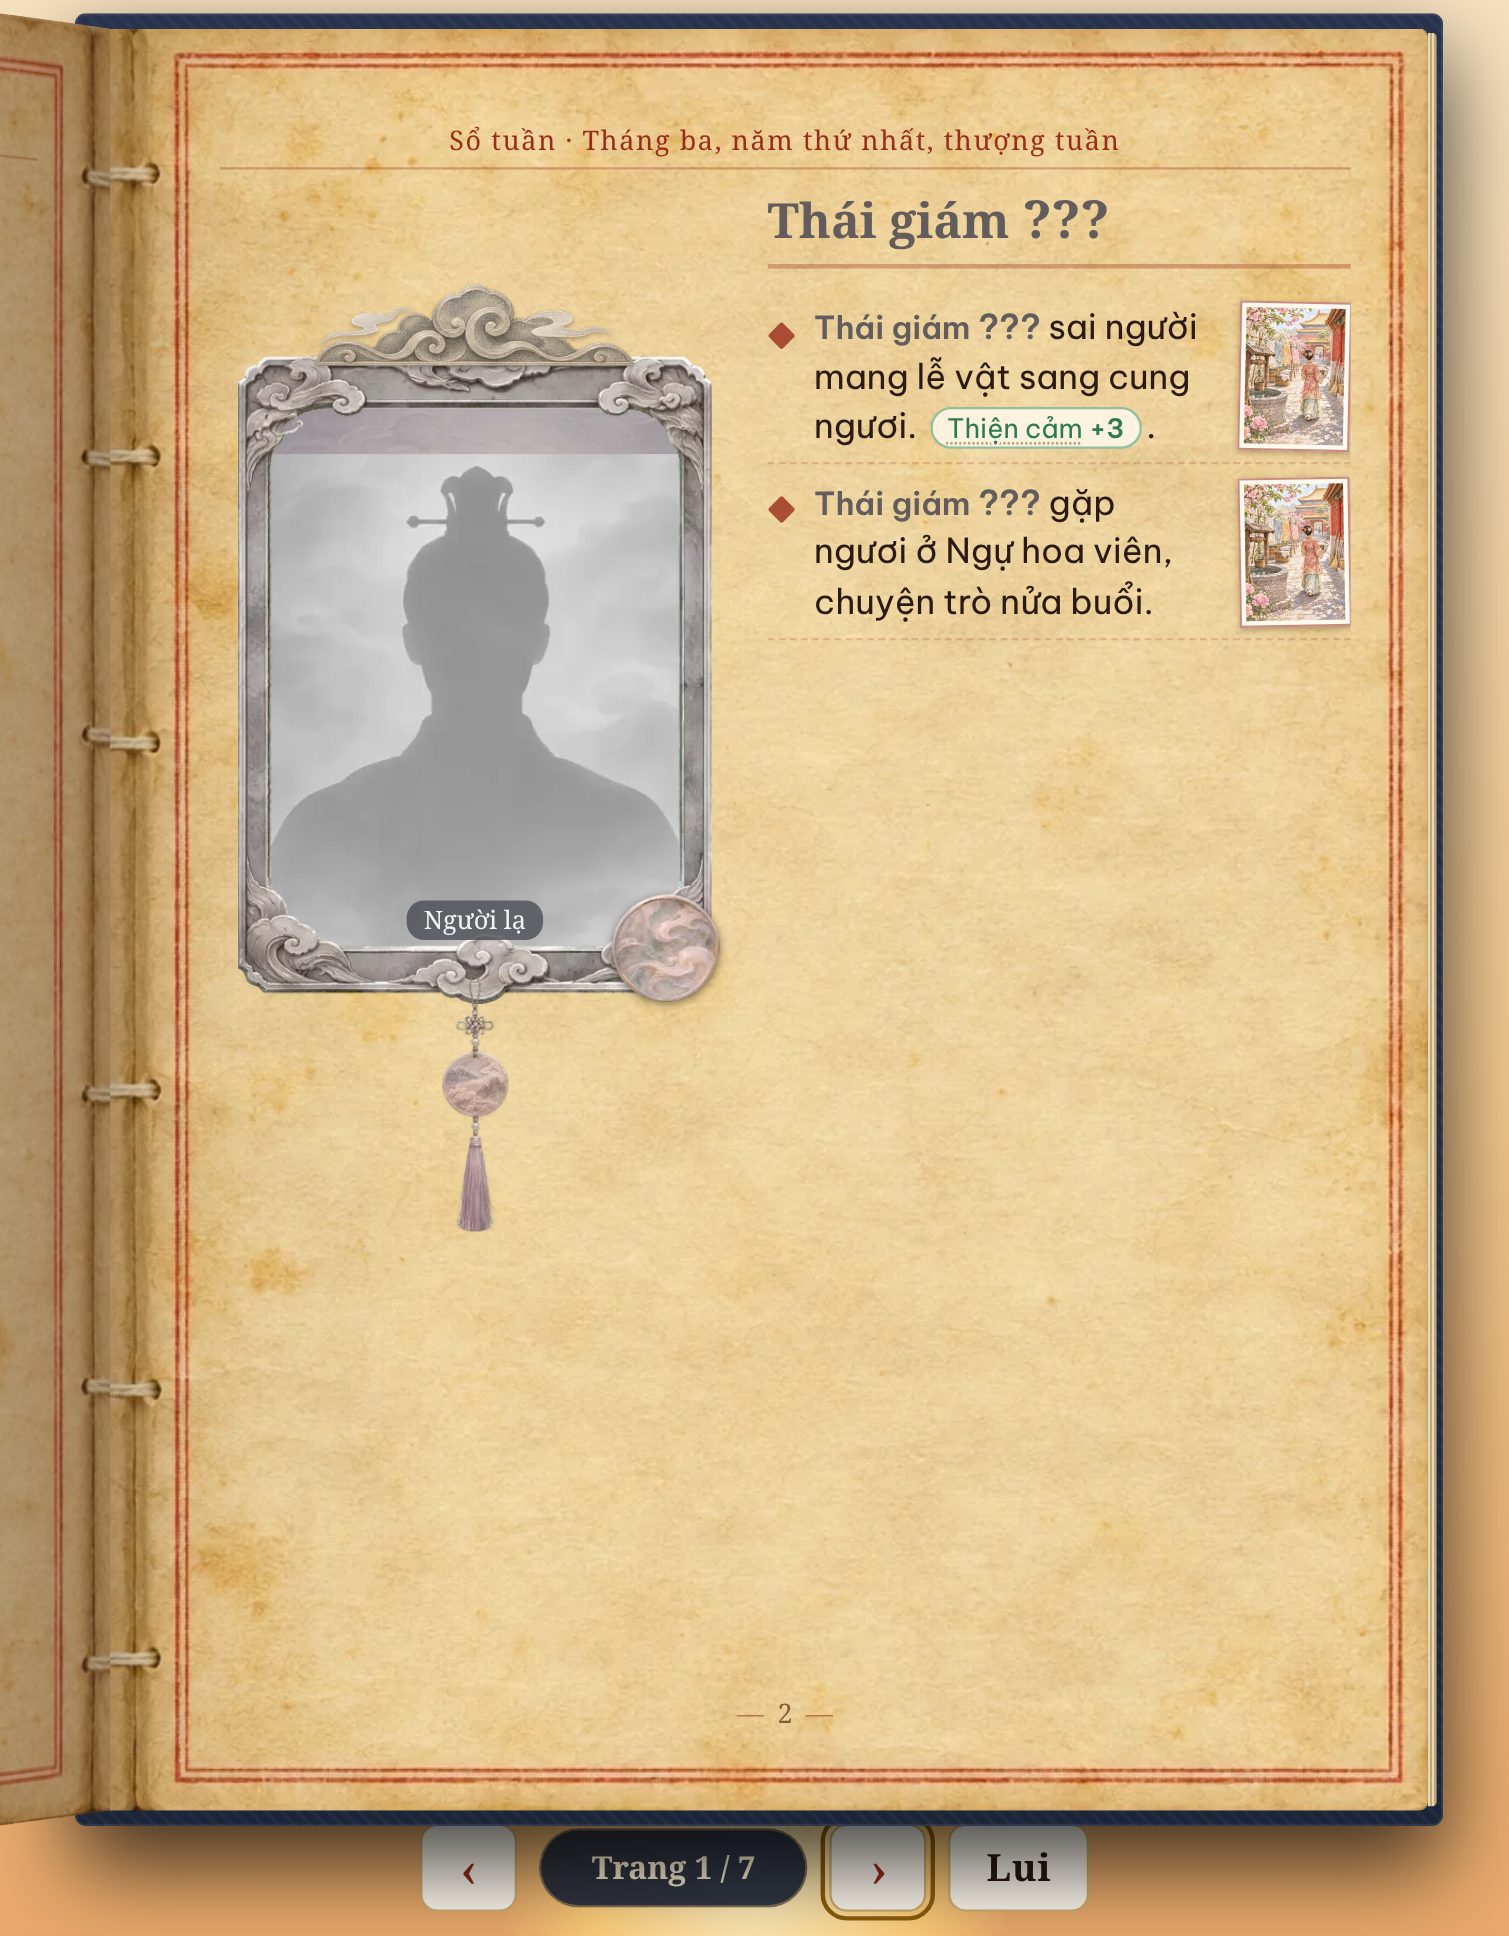 Sổ tuần · Tháng ba, năm thứ nhất, thượng tuần
Thái giám ???
Thái giám ??? sai người
mang lễ vật sang cung
ngươi. Thiện cảm +3 .
Thái giám ??? gặp
ngươi ở Ngự hoa viên,
chuyện trò nửa buổi.
Người lạ
— 2 —
‹ Trang 1 / 7 › Lui